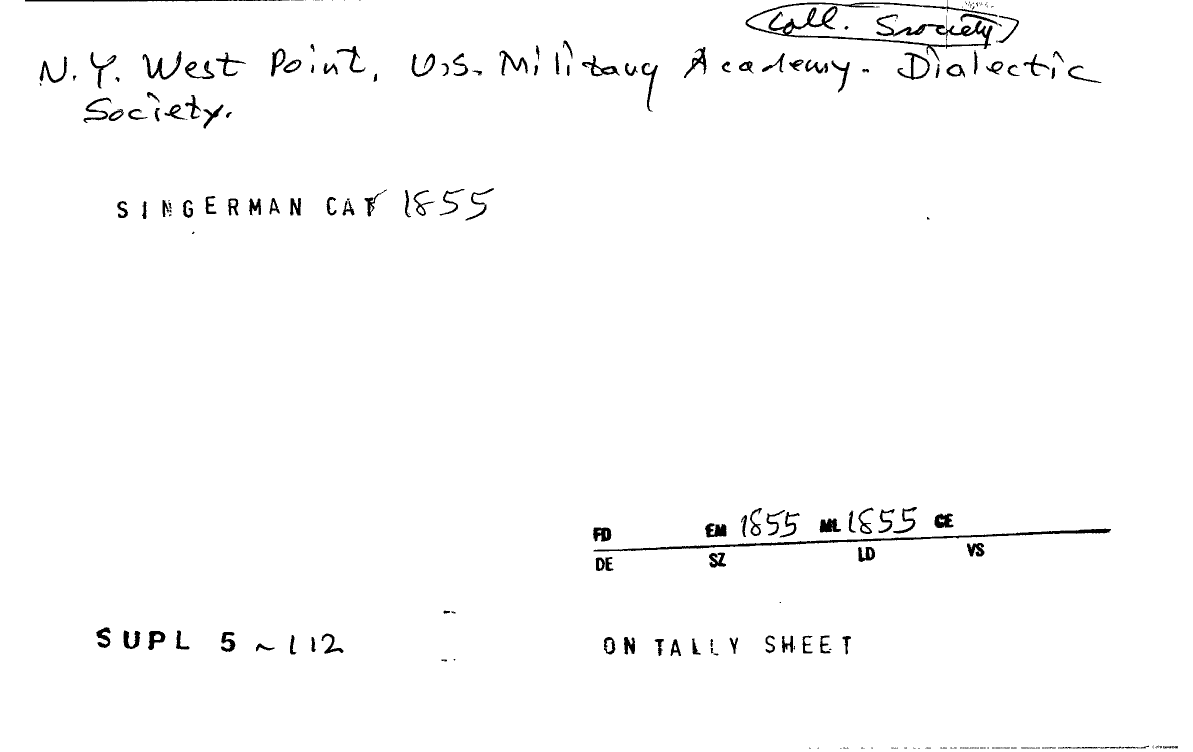 Coll. Society
N.Y. West Point, U.S. Military Academy. Dialectic
Society.
SINGERMAN CAT 1855
FD EM 1855 ML 1855 CE
DE SZ LD VS
SUPL 5-112
ON TALLY SHEET